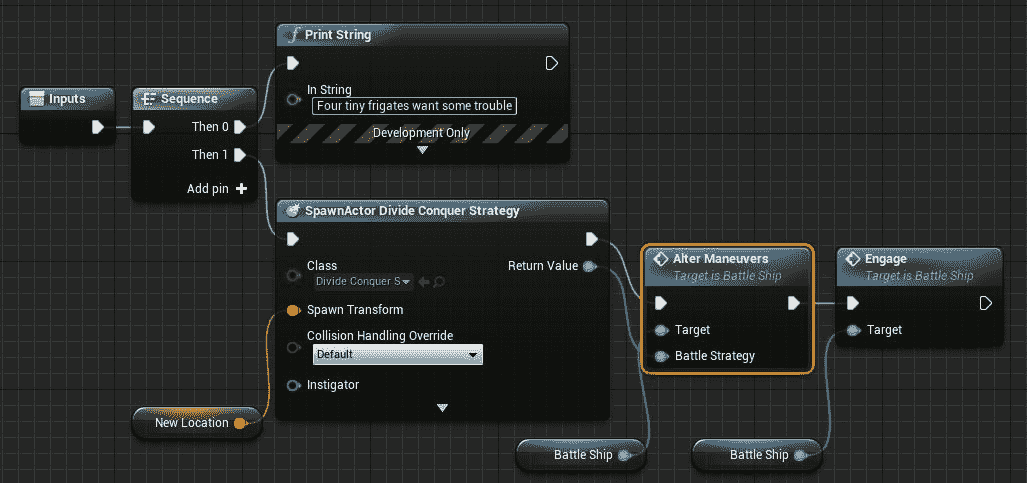 Inputs
Sequence
Then 0
Then 1
Add pin
Print String
In String
Four tiny frigates want some trouble
Development Only
SpawnActor Divide Conquer Strategy
Class
Divide Conquer S
Return Value
Spawn Transform
Collision Handling Override
Default
Instigator
New Location
Alter Maneuvers
Target is Battle Ship
Target
Battle Strategy
Engage
Target is Battle Ship
Target
Battle Ship
Battle Ship